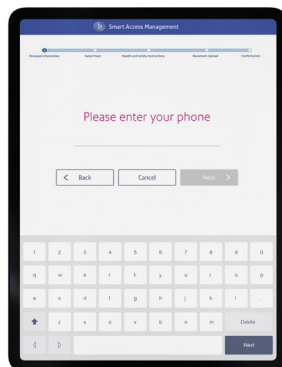 Smart Access Management
Personal Information Select Host Health and Safety Instructions Document Upload Confirmation
Please enter your phone
< Back Cancel Next >
1 2 3 4 5 6 7 8 9 0
q w e r t y u i o p
a s d f g h j k l .
z x c v b n m Delete
Next